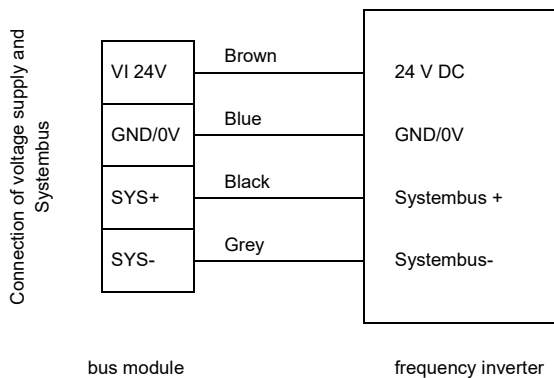 Connection of voltage supply and
Systembus
VI 24V Brown 24 V DC
GND/0V Blue GND/0V
SYS+ Black Systembus +
SYS- Grey Systembus-
bus module frequency inverter